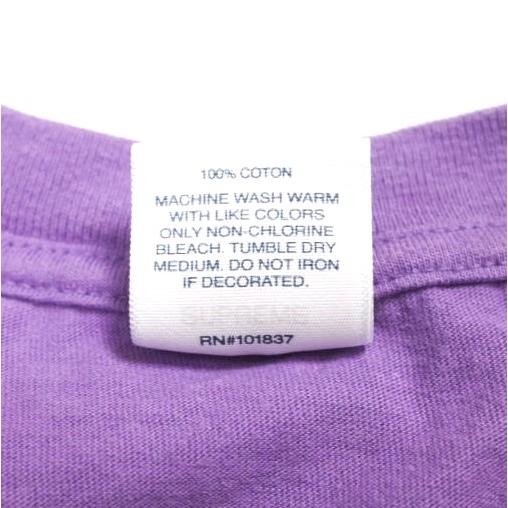 100% COTON
MACHINE WASH WARM
WITH LIKE COLORS
ONLY NON-CHLORINE
BLEACH. TUMBLE DRY
MEDIUM. DO NOT IRON
IF DECORATED.
SUPREME
RN#101837